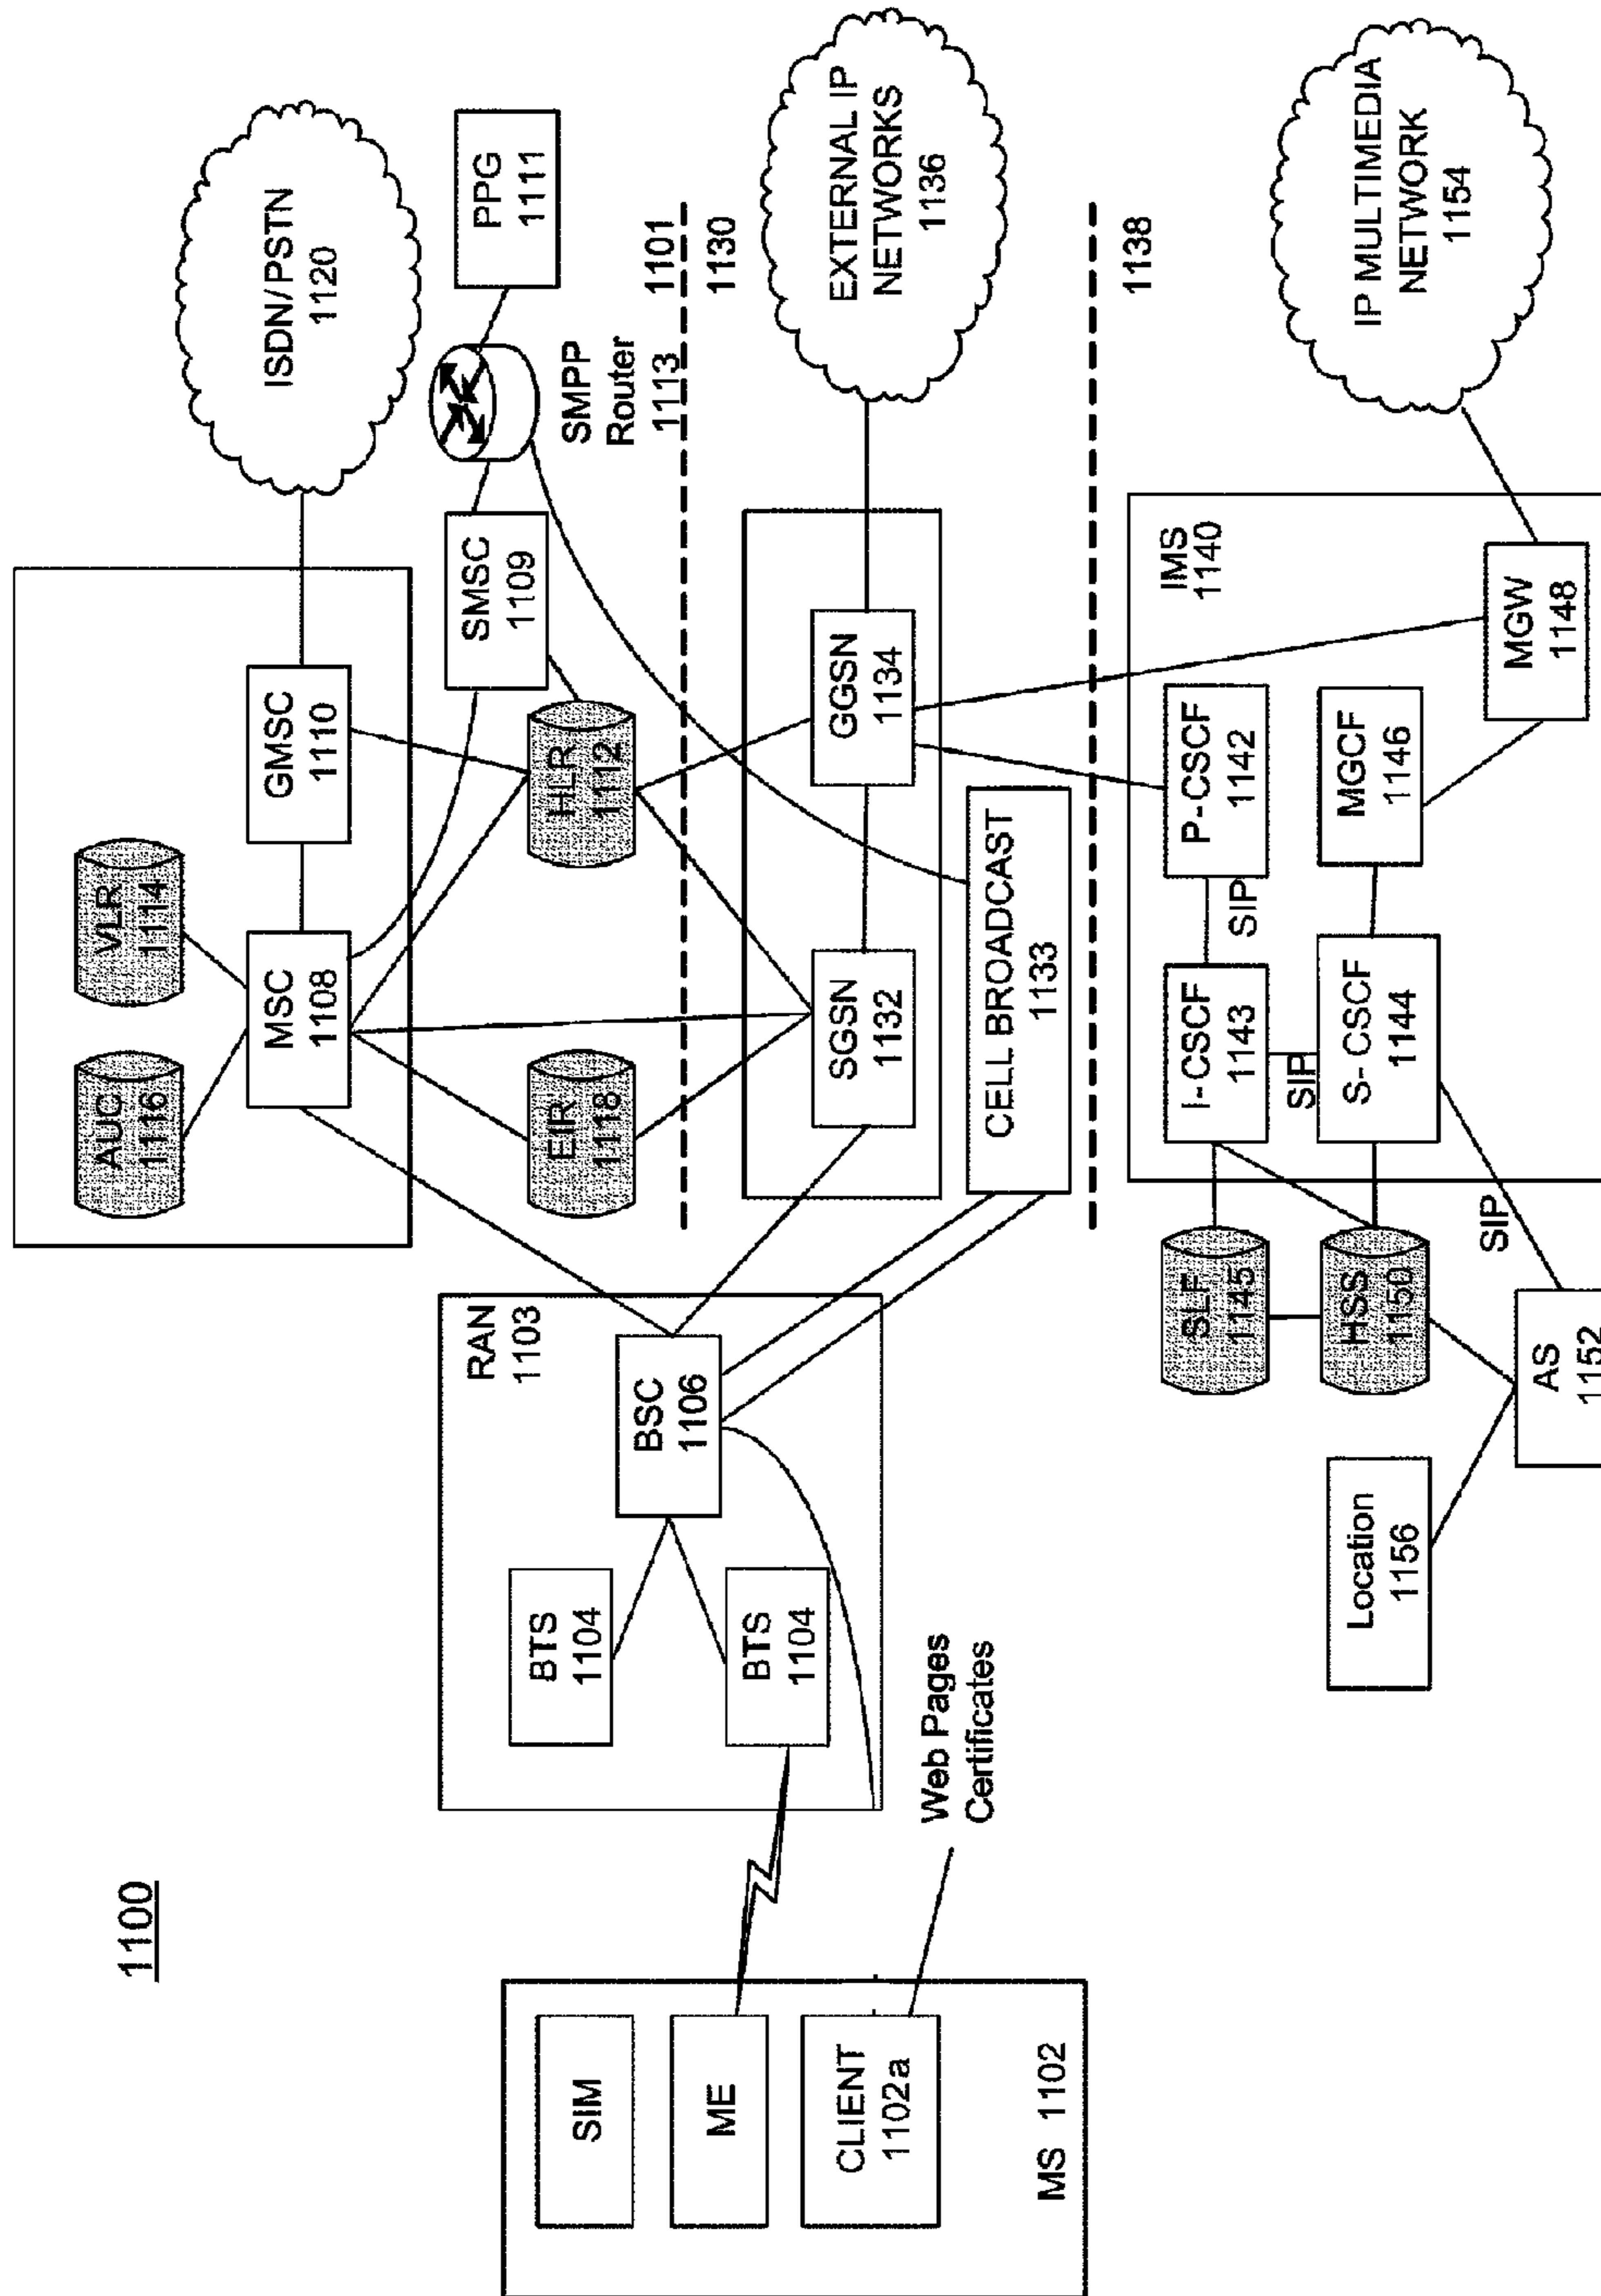 1100
SIM
ME
CLIENT
1102a
MS 1102
Web Pages
Certificates
RAN
1103
BTS
1104
BTS
1104
BSC
1106
AUC
1116
VLR
1114
MSC
1108
GMSC
1110
ISDN/PSTN
1120
EIR
1118
HLR
1112
SMSC
1109
SMPP
Router
1113
PPG
1111
1101
1130
SGSN
1132
GGSN
1134
EXTERNAL IP
NETWORKS
1136
CELL BROADCAST
1133
1138
IMS
1140
I-CSCF
1143
SIP
P-CSCF
1142
SIP
S- CSCF
1144
MGCF
1146
MGW
1148
IP MULTIMEDIA
NETWORK
1154
SLF
1145
HSS
1150
SIP
Location
1156
AS
1152